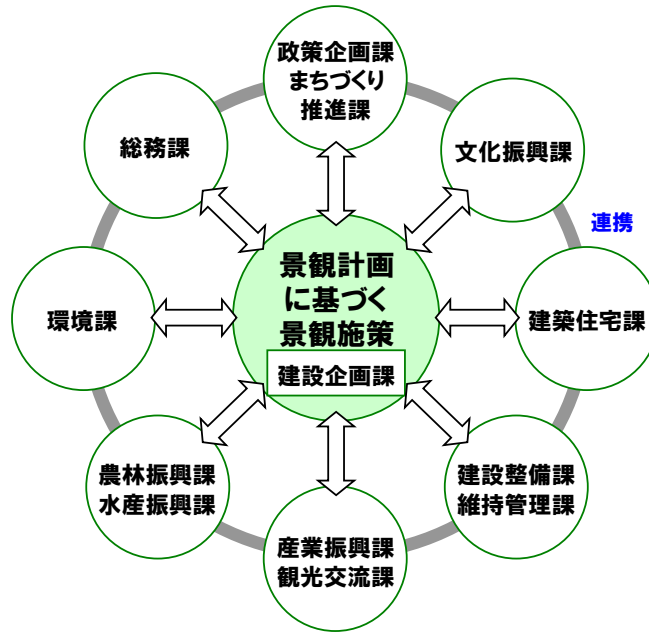 政策企画課
まちづくり
推進課
総務課
文化振興課
連携
景観計画
に基づく
景観施策
建設企画課
環境課
建築住宅課
農林振興課
水産振興課
建設整備課
維持管理課
産業振興課
観光交流課